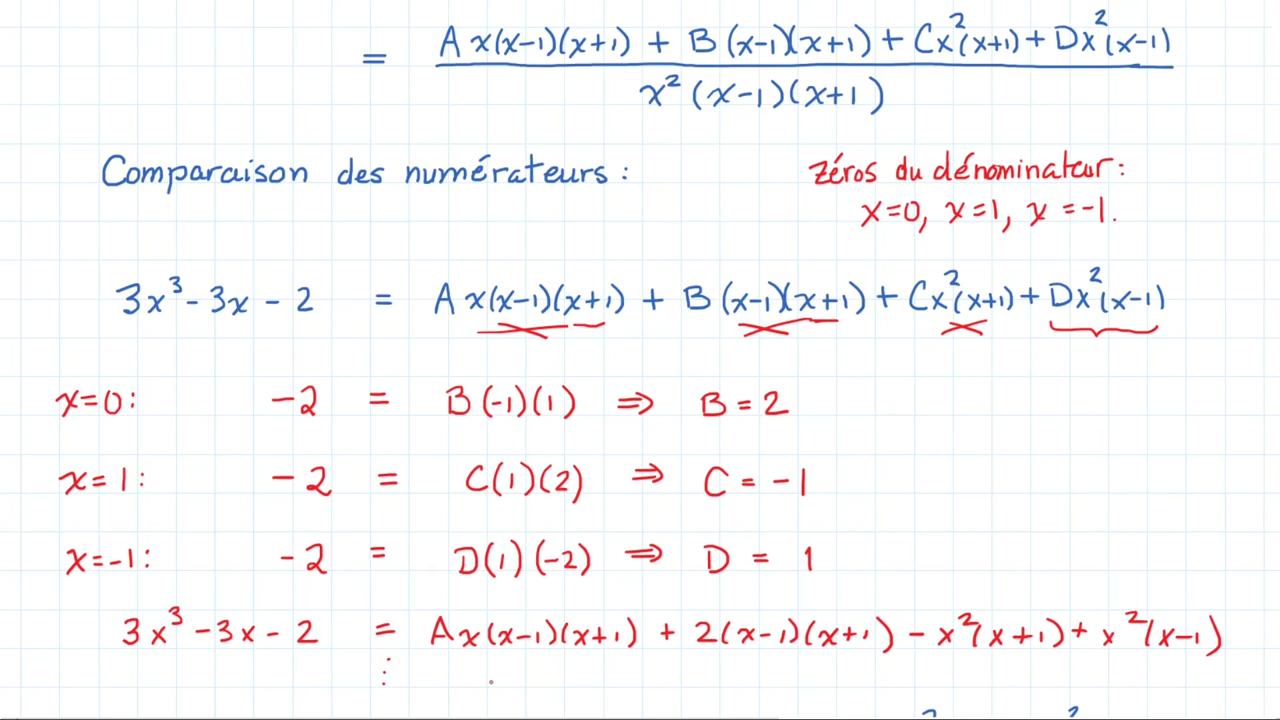 = Ax(x-1)(x+1) + B(x-1)(x+1) + Cx²(x+1) + Dx²(x-1)
x²(x-1)(x+1)
Comparaison des numérateurs :
zéros du dénominateur :
x=0, x=1, x=-1.
3x³ - 3x - 2 = Ax(x-1)(x+1) + B(x-1)(x+1) + Cx²(x+1) + Dx²(x-1)
x=0: -2 = B(-1)(1) ⇒ B = 2
x=1: -2 = C(1)(2) ⇒ C = -1
x=-1: -2 = D(1)(-2) ⇒ D = 1
3x³ - 3x - 2 = Ax(x-1)(x+1) + 2(x-1)(x+1) - x²(x+1) + x²(x-1)
⋮